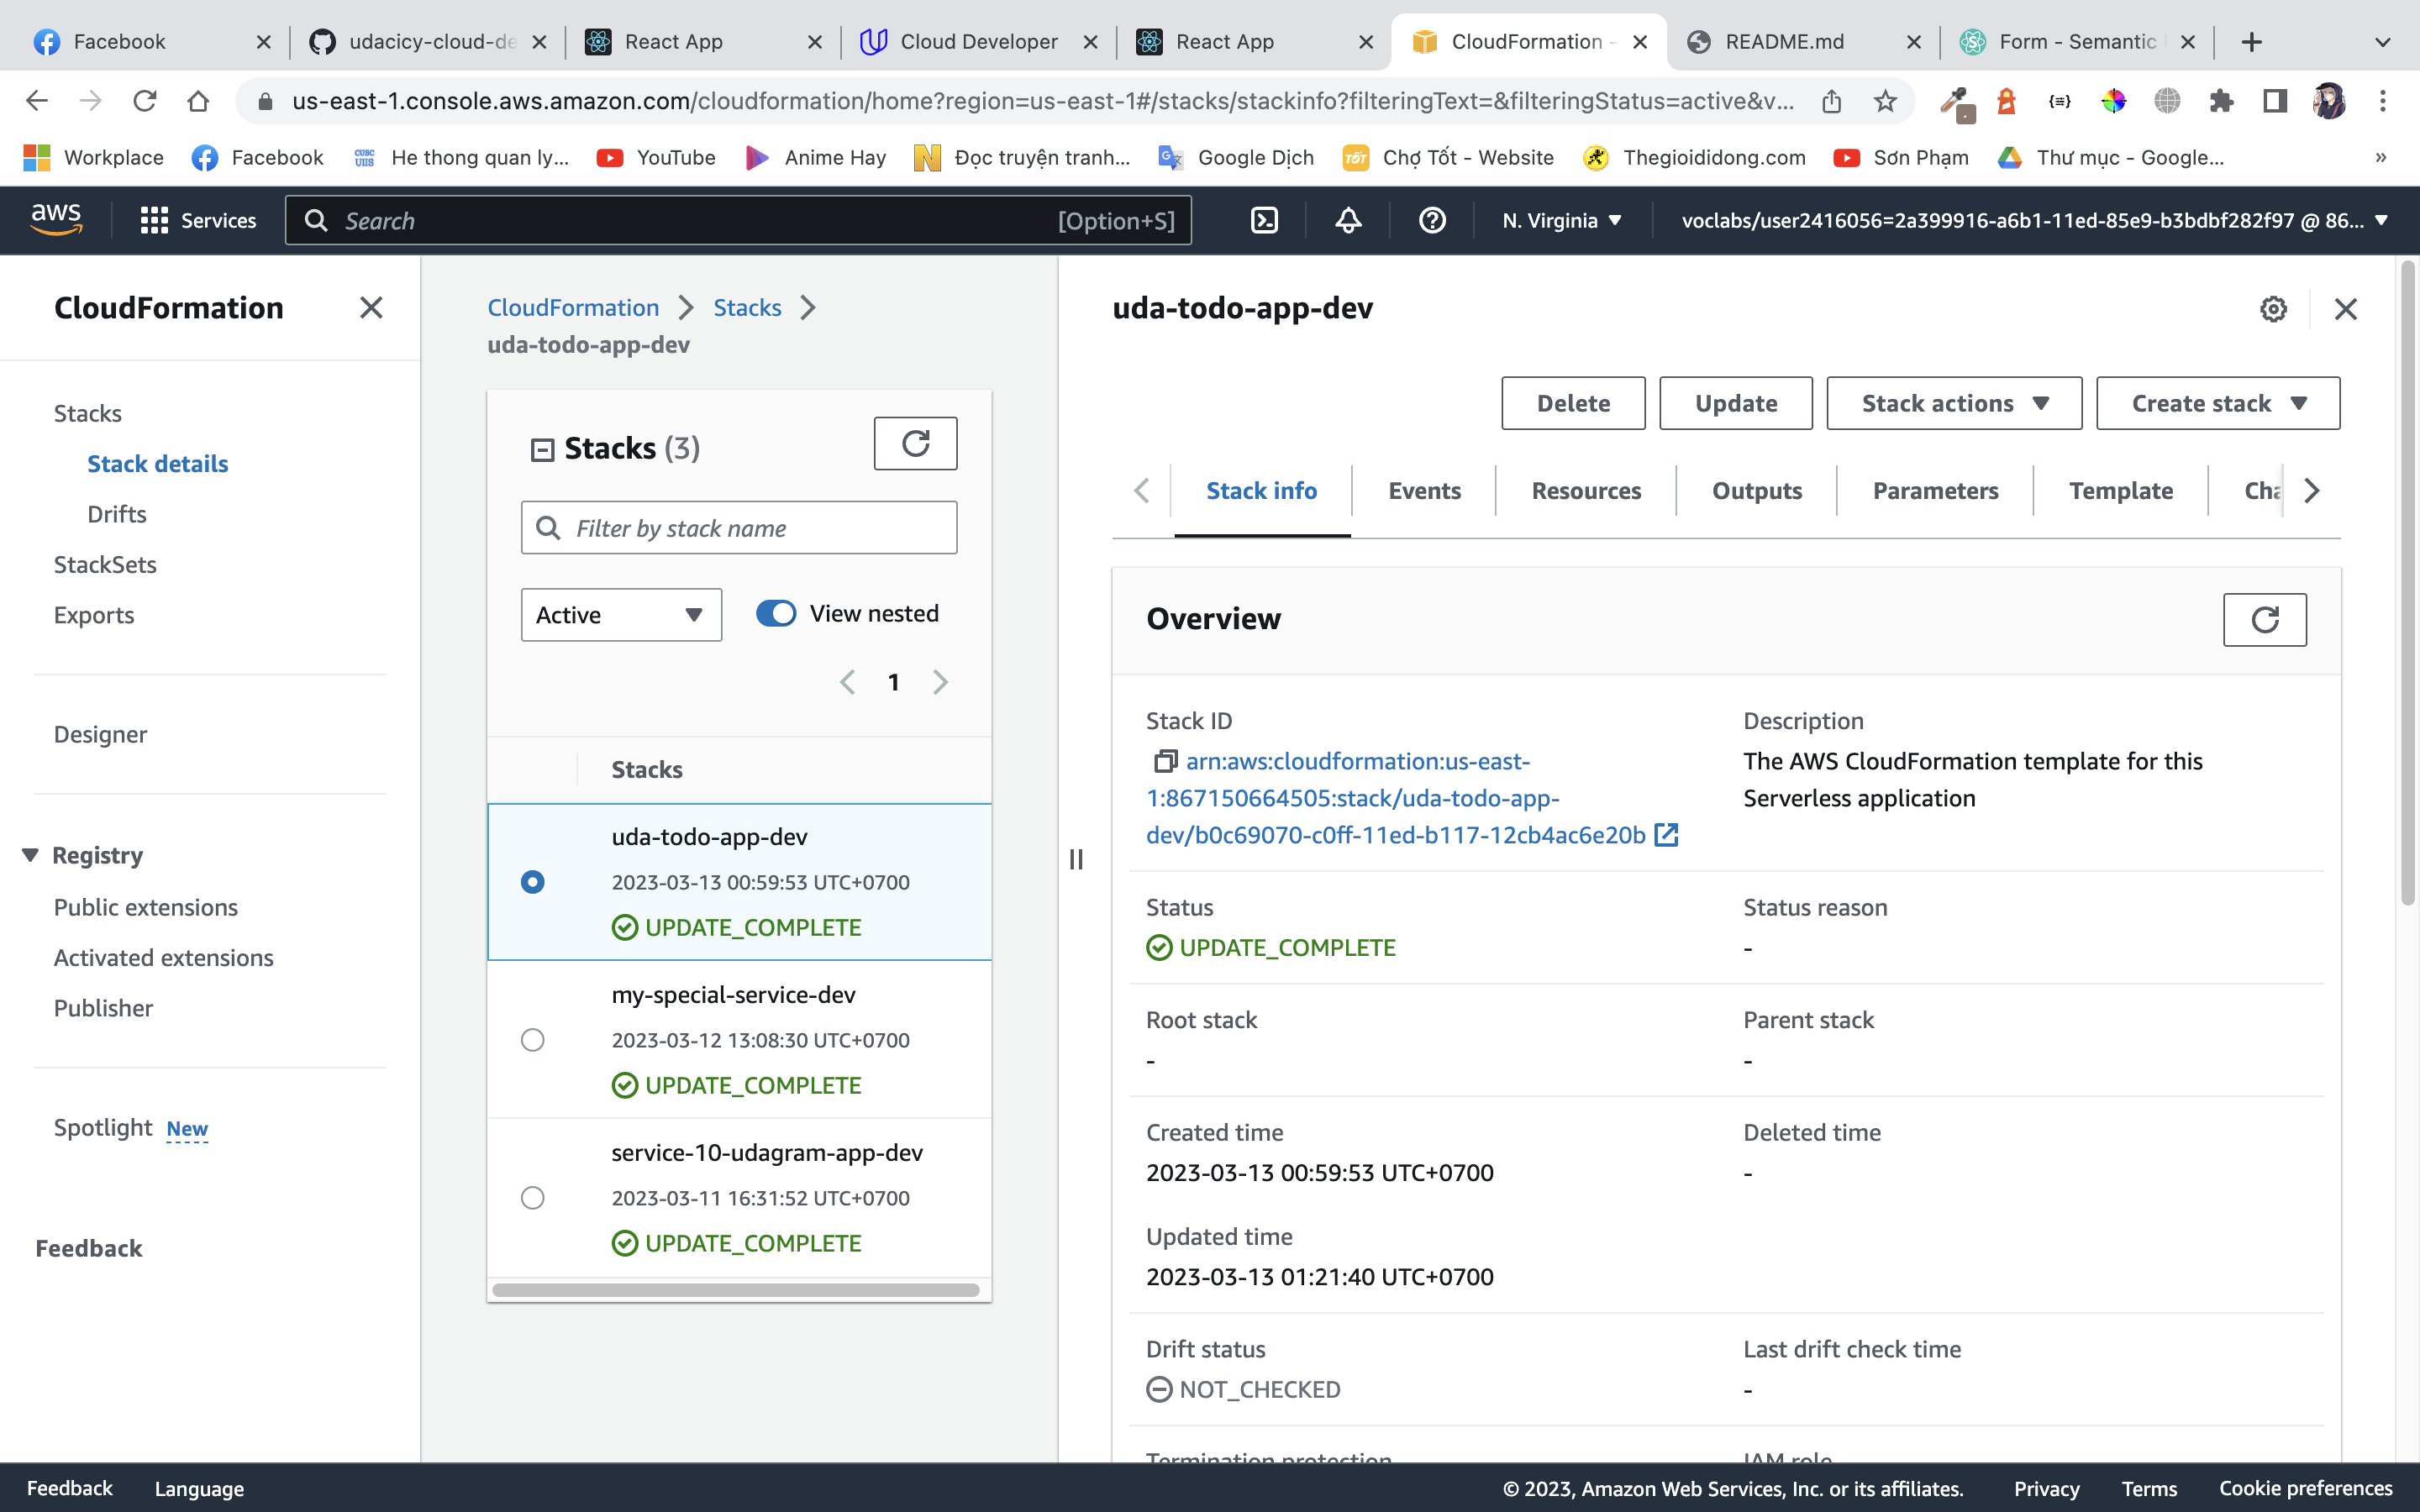 Facebook
udacicy-cloud-de
React App
Cloud Developer
React App
CloudFormation -
README.md
Form - Semantic
us-east-1.console.aws.amazon.com/cloudformation/home?region=us-east-1#/stacks/stackinfo?filteringText=&filteringStatus=active&v...
Workplace
Facebook
CUSC
UIIS
He thong quan ly...
YouTube
Anime Hay
Đọc truyện tranh...
Google Dịch
TỐT
Chợ Tốt - Website
Thegioididong.com
Sơn Phạm
Thư mục - Google...
»
aws
Services
Search
[Option+S]
N. Virginia
voclabs/user2416056=2a399916-a6b1-11ed-85e9-b3bdbf282f97 @ 86...
CloudFormation
Stacks
Stack details
Drifts
StackSets
Exports
Designer
Registry
Public extensions
Activated extensions
Publisher
Spotlight New
Feedback
CloudFormation
Stacks
uda-todo-app-dev
Stacks (3)
Filter by stack name
Active
View nested
1
Stacks
uda-todo-app-dev
2023-03-13 00:59:53 UTC+0700
UPDATE_COMPLETE
my-special-service-dev
2023-03-12 13:08:30 UTC+0700
UPDATE_COMPLETE
service-10-udagram-app-dev
2023-03-11 16:31:52 UTC+0700
UPDATE_COMPLETE
uda-todo-app-dev
Delete
Update
Stack actions
Create stack
Stack info
Events
Resources
Outputs
Parameters
Template
Cha
Overview
Stack ID
arn:aws:cloudformation:us-east-
1:867150664505:stack/uda-todo-app-
dev/b0c69070-c0ff-11ed-b117-12cb4ac6e20b
Description
The AWS CloudFormation template for this
Serverless application
Status
UPDATE_COMPLETE
Status reason
-
Root stack
-
Parent stack
-
Created time
2023-03-13 00:59:53 UTC+0700
Deleted time
-
Updated time
2023-03-13 01:21:40 UTC+0700
Drift status
NOT_CHECKED
Last drift check time
-
Termination protection
IAM role
Feedback
Language
© 2023, Amazon Web Services, Inc. or its affiliates.
Privacy
Terms
Cookie preferences